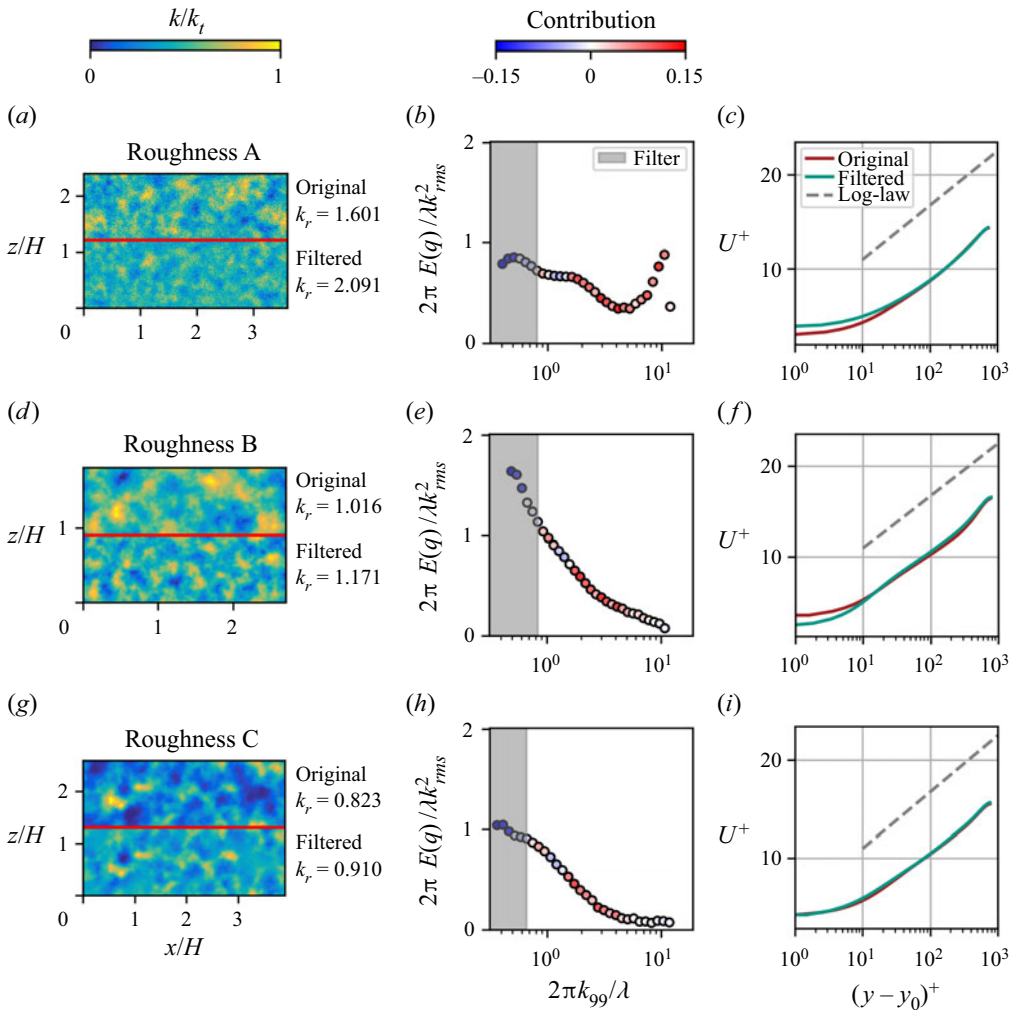 k/k_t
0 1
Contribution
−0.15 0 0.15
(a)
Roughness A
2
z/H
1
0
1 2 3
Original
k_r = 1.601
Filtered
k_r = 2.091
(b)
2
1
0
2π E(q)/λk²_rms
Filter
10⁰ 10¹
(c)
20
U⁺
10
Original
Filtered
Log-law
10⁰ 10¹ 10² 10³
(d)
Roughness B
z/H
1
0
1 2
Original
k_r = 1.016
Filtered
k_r = 1.171
(e)
2
1
0
2π E(q)/λk²_rms
10⁰ 10¹
(f)
20
U⁺
10
10⁰ 10¹ 10² 10³
(g)
Roughness C
2
z/H
1
0
0 1 2 3
x/H
Original
k_r = 0.823
Filtered
k_r = 0.910
(h)
2
1
0
2π E(q)/λk²_rms
10⁰ 10¹
2πk₉₉/λ
(i)
20
U⁺
10
10⁰ 10¹ 10² 10³
(y − y₀)⁺